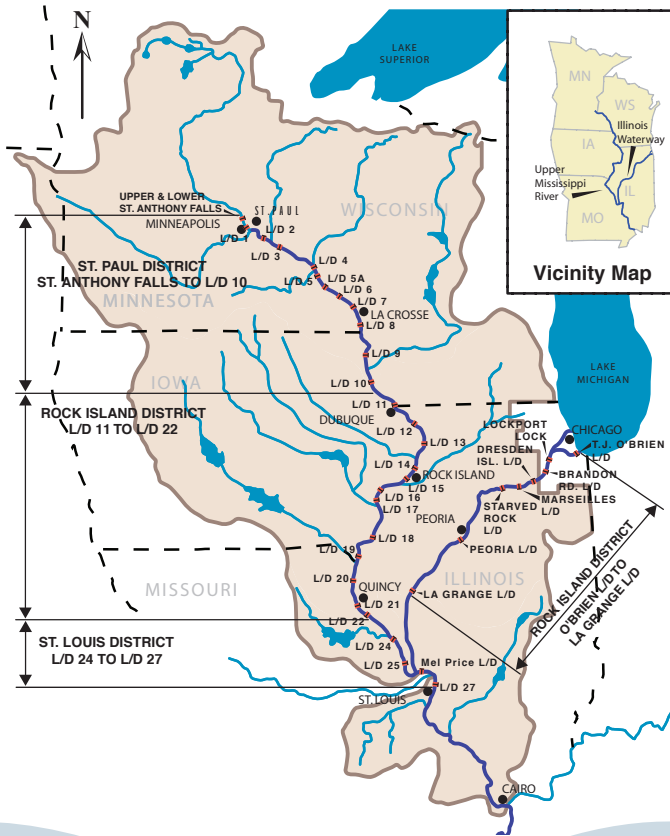 N
LAKE
SUPERIOR
MN
WS
Illinois
Waterway
IA
Upper
Mississippi
River
IL
MO
Vicinity Map
UPPER & LOWER
ST. ANTHONY FALLS
ST. PAUL
MINNEAPOLIS
WISCONSIN
L/D 1
L/D 2
L/D 3
L/D 4
ST. PAUL DISTRICT
ST. ANTHONY FALLS TO L/D 10
L/D 5
L/D 5A
L/D 6
MINNESOTA
L/D 7
LA CROSSE
L/D 8
L/D 9
LAKE
MICHIGAN
IOWA
L/D 10
ROCK ISLAND DISTRICT
L/D 11 TO L/D 22
L/D 11
DUBUQUE
L/D 12
L/D 13
LOCKPORT
LOCK
CHICAGO
T.J. O'BRIEN
L/D
DRESDEN
ISL. L/D
L/D 14
ROCK ISLAND
L/D 15
BRANDON
RD. L/D
L/D 16
MARSEILLES
L/D
L/D 17
STARVED
ROCK
L/D
PEORIA
L/D 18
PEORIA L/D
L/D 19
ROCK ISLAND DISTRICT
O'BRIEN L/D TO
LA GRANGE L/D
L/D 20
MISSOURI
QUINCY
ILLINOIS
LA GRANGE L/D
L/D 21
L/D 22
ST. LOUIS DISTRICT
L/D 24 TO L/D 27
L/D 24
L/D 25
Mel Price L/D
L/D 27
ST. LOUIS
CAIRO